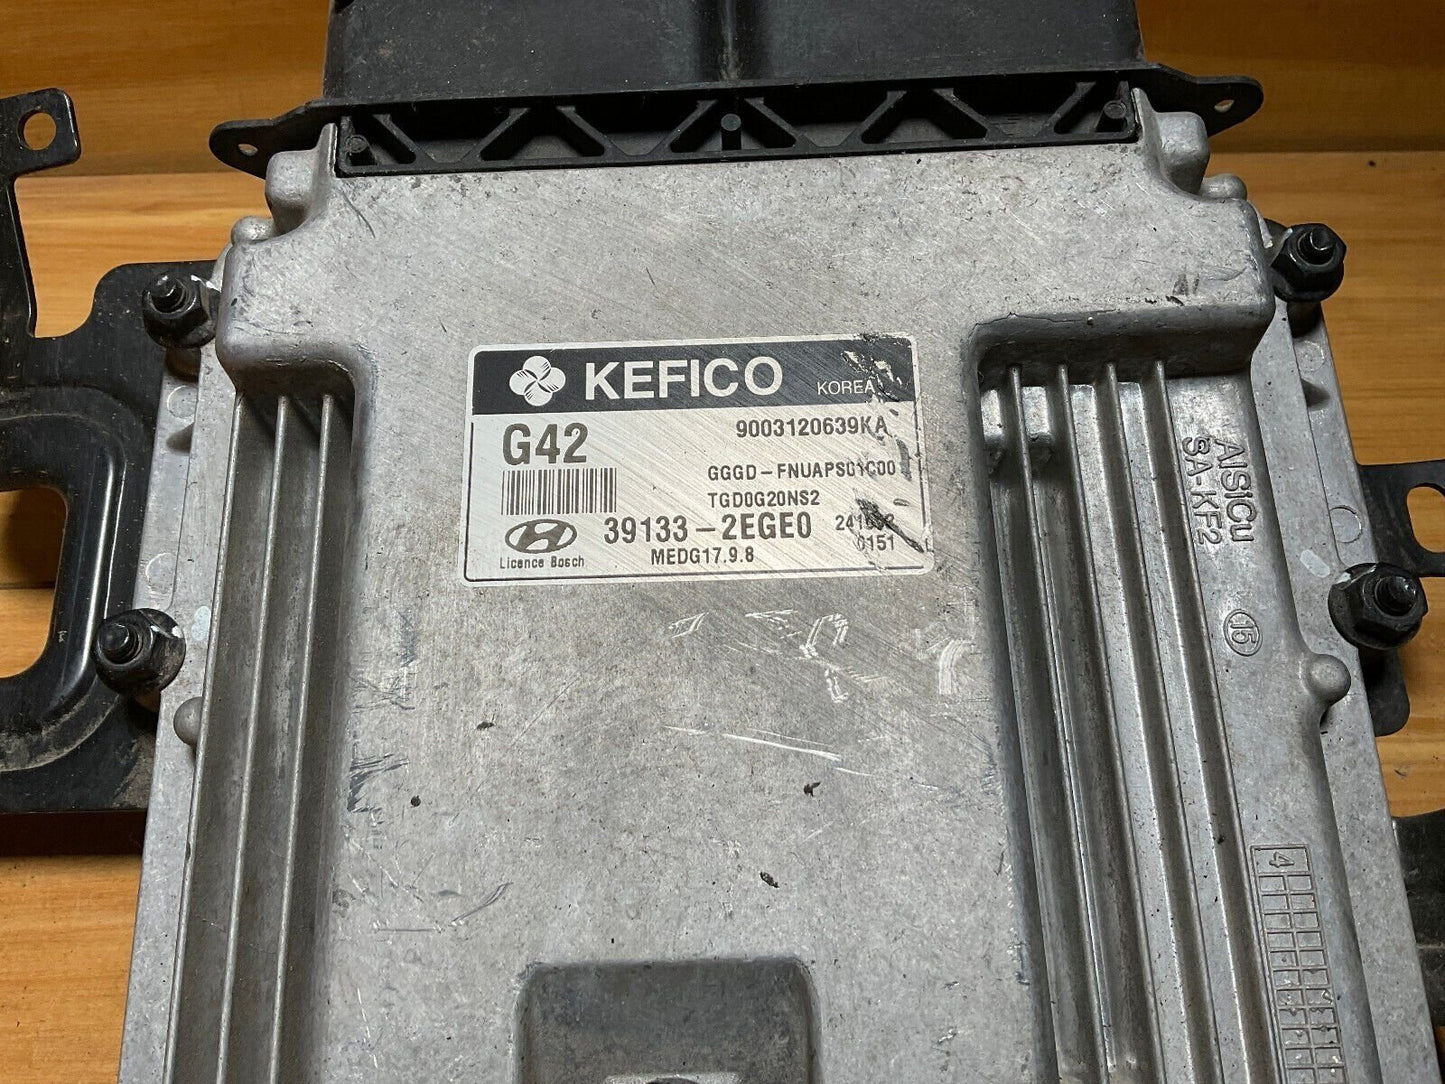 KEFICO KOREA
G42 9003120639KA
GGGD-FNUAPS01C00
TGD0G20NS2
39133-2EGE0
0151
Licence Bosch MEDG17.9.8
AlSiCu
SA-KF2
15
4